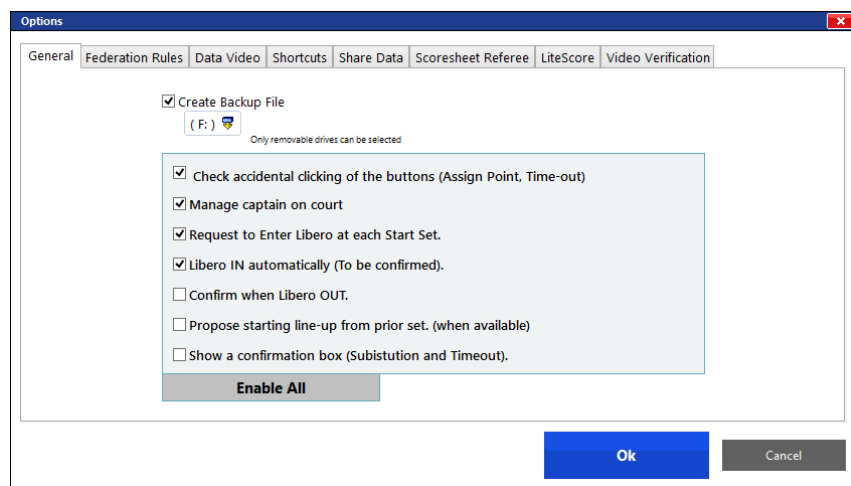 Options
General Federation Rules Data Video Shortcuts Share Data Scoresheet Referee LiteScore Video Verification
Create Backup File
( F: )
Only removable drives can be selected
Check accidental clicking of the buttons (Assign Point, Time-out)
Manage captain on court
Request to Enter Libero at each Start Set.
Libero IN automatically (To be confirmed).
Confirm when Libero OUT.
Propose starting line-up from prior set. (when available)
Show a confirmation box (Subistution and Timeout).
Enable All
Ok Cancel